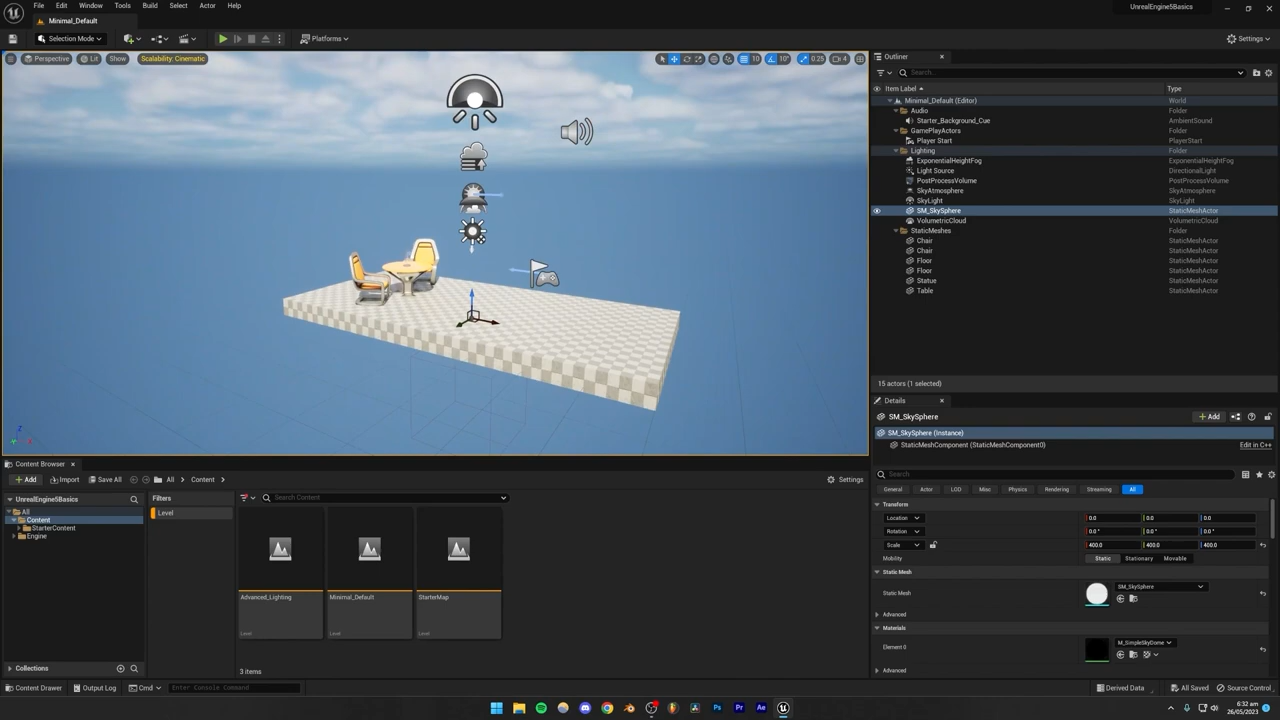 File Edit Window Tools Build Select Actor Help
UnrealEngine5Basics
Minimal_Default
Selection Mode
Platforms
Settings
Perspective Lit Show Scalability: Cinematic
10 10° 0.25 4
Outliner
Search...
Item Label Type
Minimal_Default (Editor) World
Audio Folder
Starter_Background_Cue AmbientSound
GamePlayActors Folder
Player Start PlayerStart
Lighting Folder
ExponentialHeightFog ExponentialHeightFog
Light Source DirectionalLight
PostProcessVolume PostProcessVolume
SkyAtmosphere SkyAtmosphere
SkyLight SkyLight
SM_SkySphere StaticMeshActor
VolumetricCloud VolumetricCloud
StaticMeshes Folder
Chair StaticMeshActor
Chair StaticMeshActor
Floor StaticMeshActor
Floor StaticMeshActor
Statue StaticMeshActor
Table StaticMeshActor
15 actors (1 selected)
Details
SM_SkySphere
Add
SM_SkySphere (Instance)
StaticMeshComponent (StaticMeshComponent0) Edit in C++
Search
General Actor LOD Misc Physics Rendering Streaming All
Transform
Location 0.0 0.0 0.0
Rotation 0.0° 0.0° 0.0°
Scale 400.0 400.0 400.0
Mobility Static Stationary Movable
Static Mesh
Static Mesh SM_SkySphere
Advanced
Materials
Element 0 M_SimpleSkyDome
Advanced
Z
Y X
Content Browser
Add Import Save All All Content Settings
UnrealEngine5Basics
All
Content
StarterContent
Engine
Collections
Filters
Level
Search Content
Advanced_Lighting Minimal_Default StarterMap
Level Level Level
3 items
Content Drawer Output Log Cmd Enter Console Command Derived Data All Saved Source Control
Ps Pr Ae
6:32 am
26/05/2023